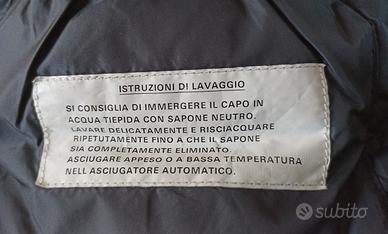 ISTRUZIONI DI LAVAGGIO
SI CONSIGLIA DI IMMERGERE IL CAPO IN
ACQUA TIEPIDA CON SAPONE NEUTRO.
LAVARE DELICATAMENTE E RISCIACQUARE
RIPETUTAMENTE FINO A CHE IL SAPONE
SIA COMPLETAMENTE ELIMINATO.
ASCIUGARE APPESO O A BASSA TEMPERATURA
NELL ASCIUGATORE AUTOMATICO.
subito